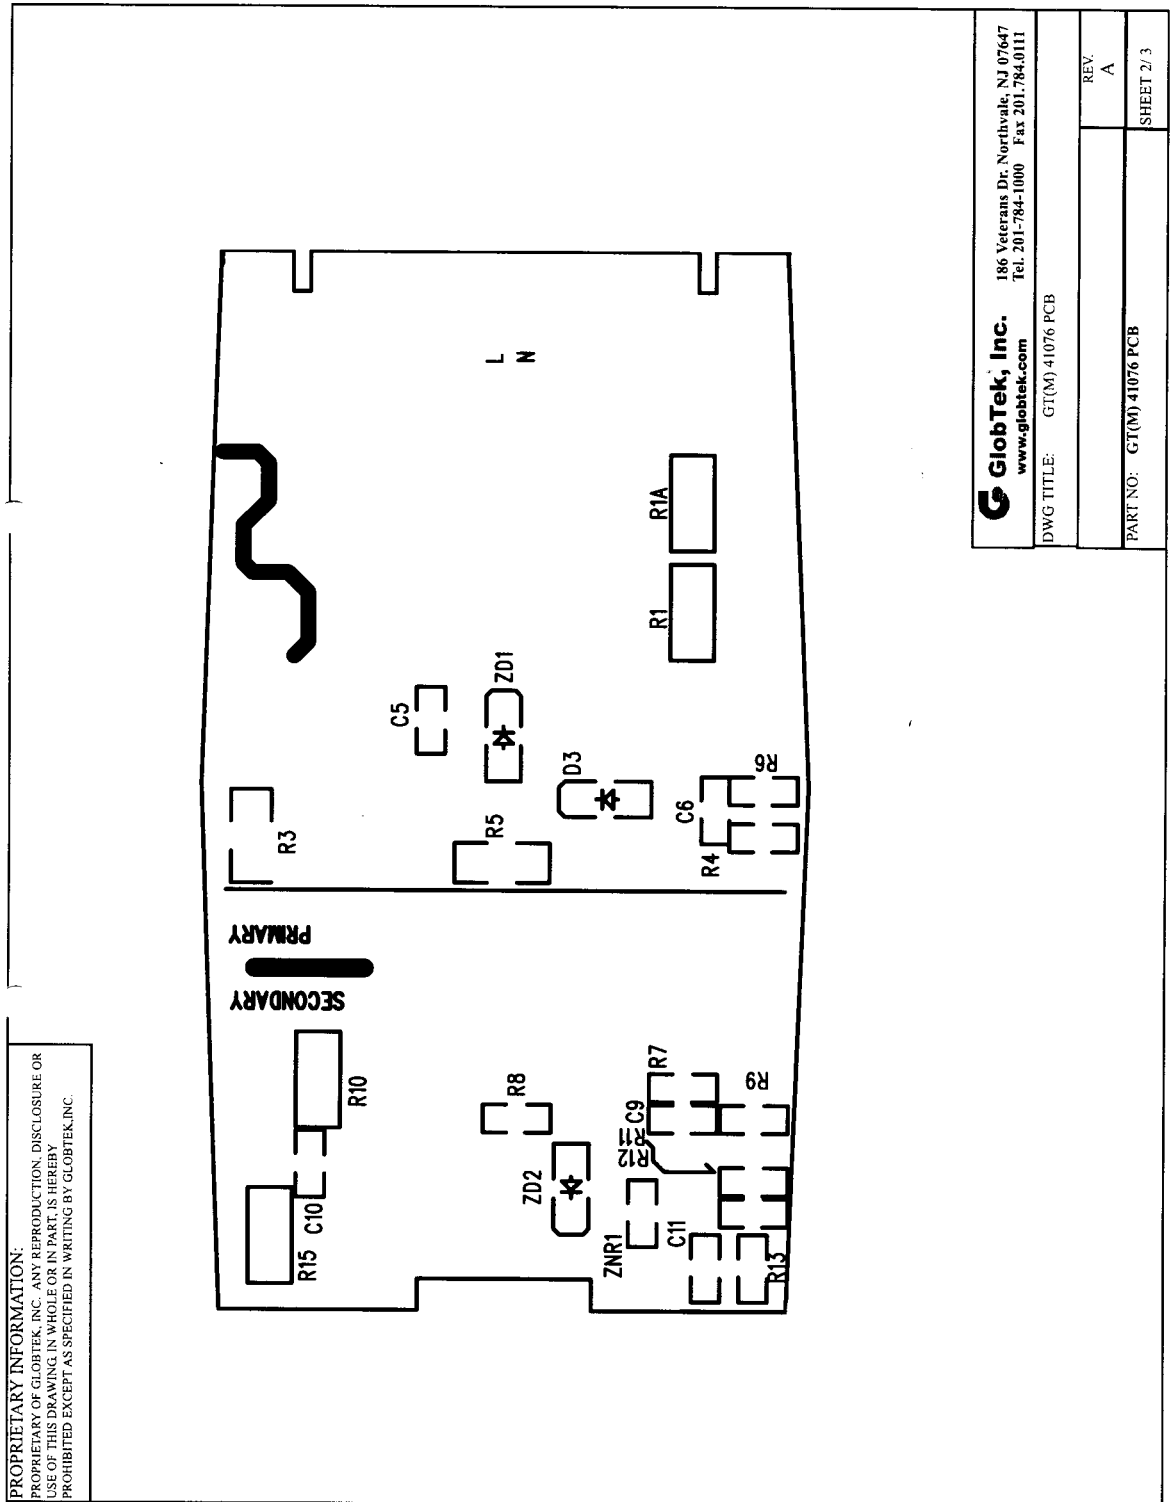 PROPRIETARY INFORMATION:
PROPRIETARY OF GLOBTEK, INC. ANY REPRODUCTION, DISCLOSURE OR
USE OF THIS DRAWING, IN WHOLE OR IN PART, IS HEREBY
PROHIBITED EXCEPT AS SPECIFIED IN WRITING BY GLOBTEK,INC.
R15
C10
R10
SECONDARY
PRIMARY
R3
C5
ZD1
R5
D3
L
N
R1
R1A
C6
R4
R6
R8
ZD2
ZNR1
R12
R11
C9
R7
R9
C11
R13
GlobTek, Inc.
www.globtek.com
186 Veterans Dr. Northvale, NJ 07647
Tel. 201-784-1000 Fax 201.784.0111
DWG TITLE: GT(M) 41076 PCB
REV.
A
PART NO: GT(M) 41076 PCB
SHEET 2/ 3